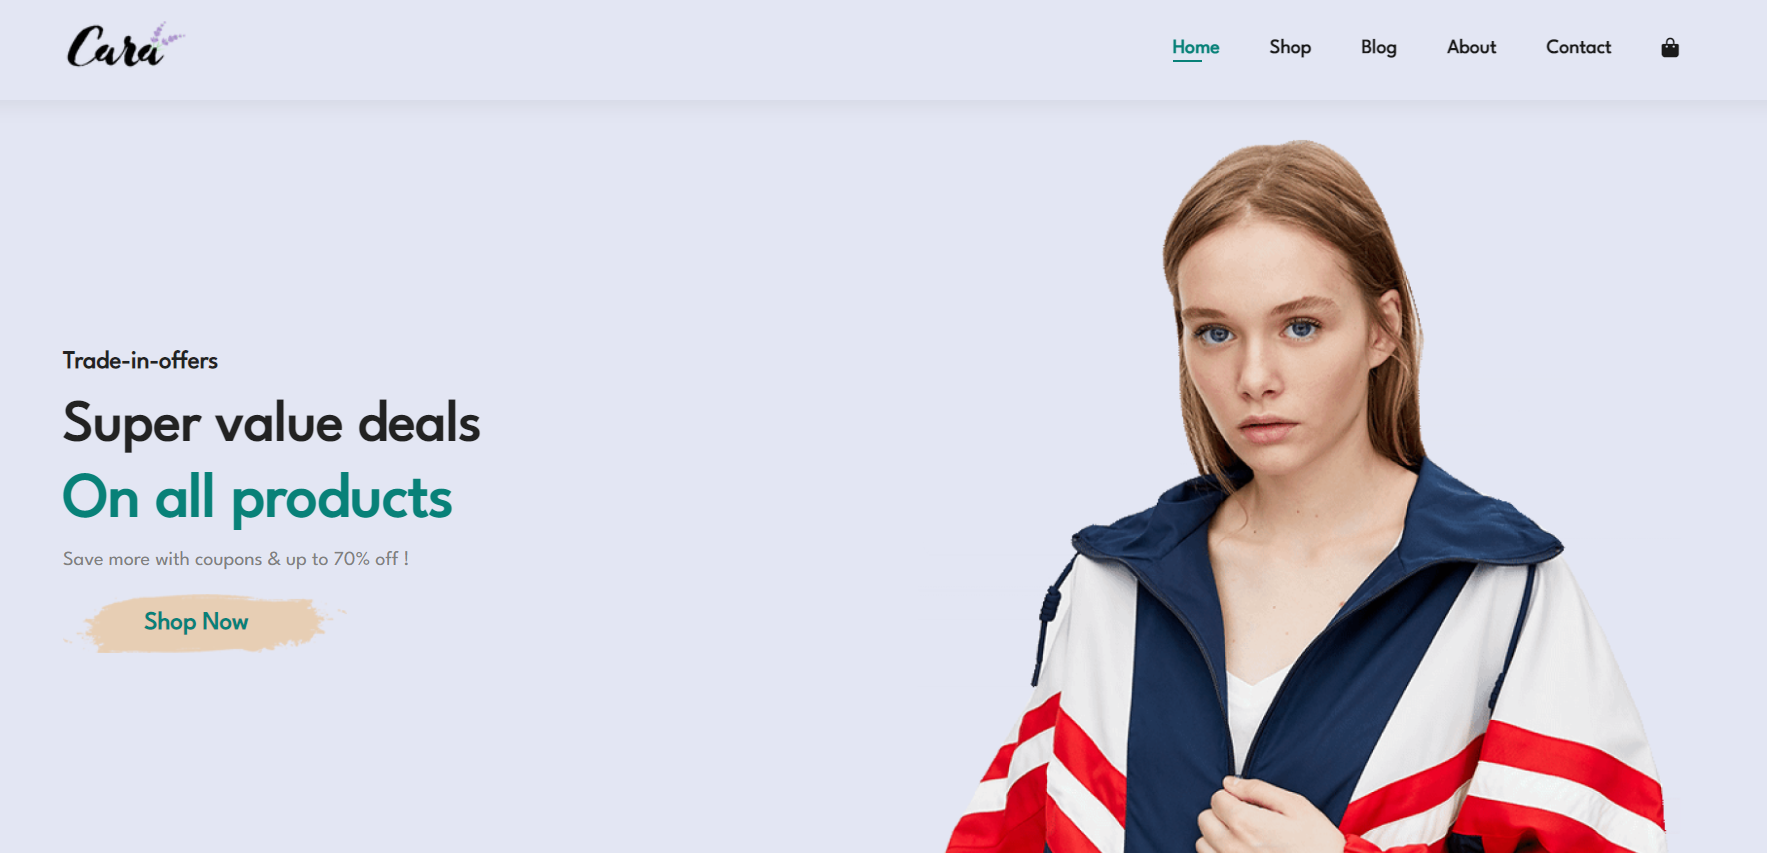 Cara
Home Shop Blog About Contact
Trade-in-offers
Super value deals
On all products
Save more with coupons & up to 70% off !
Shop Now